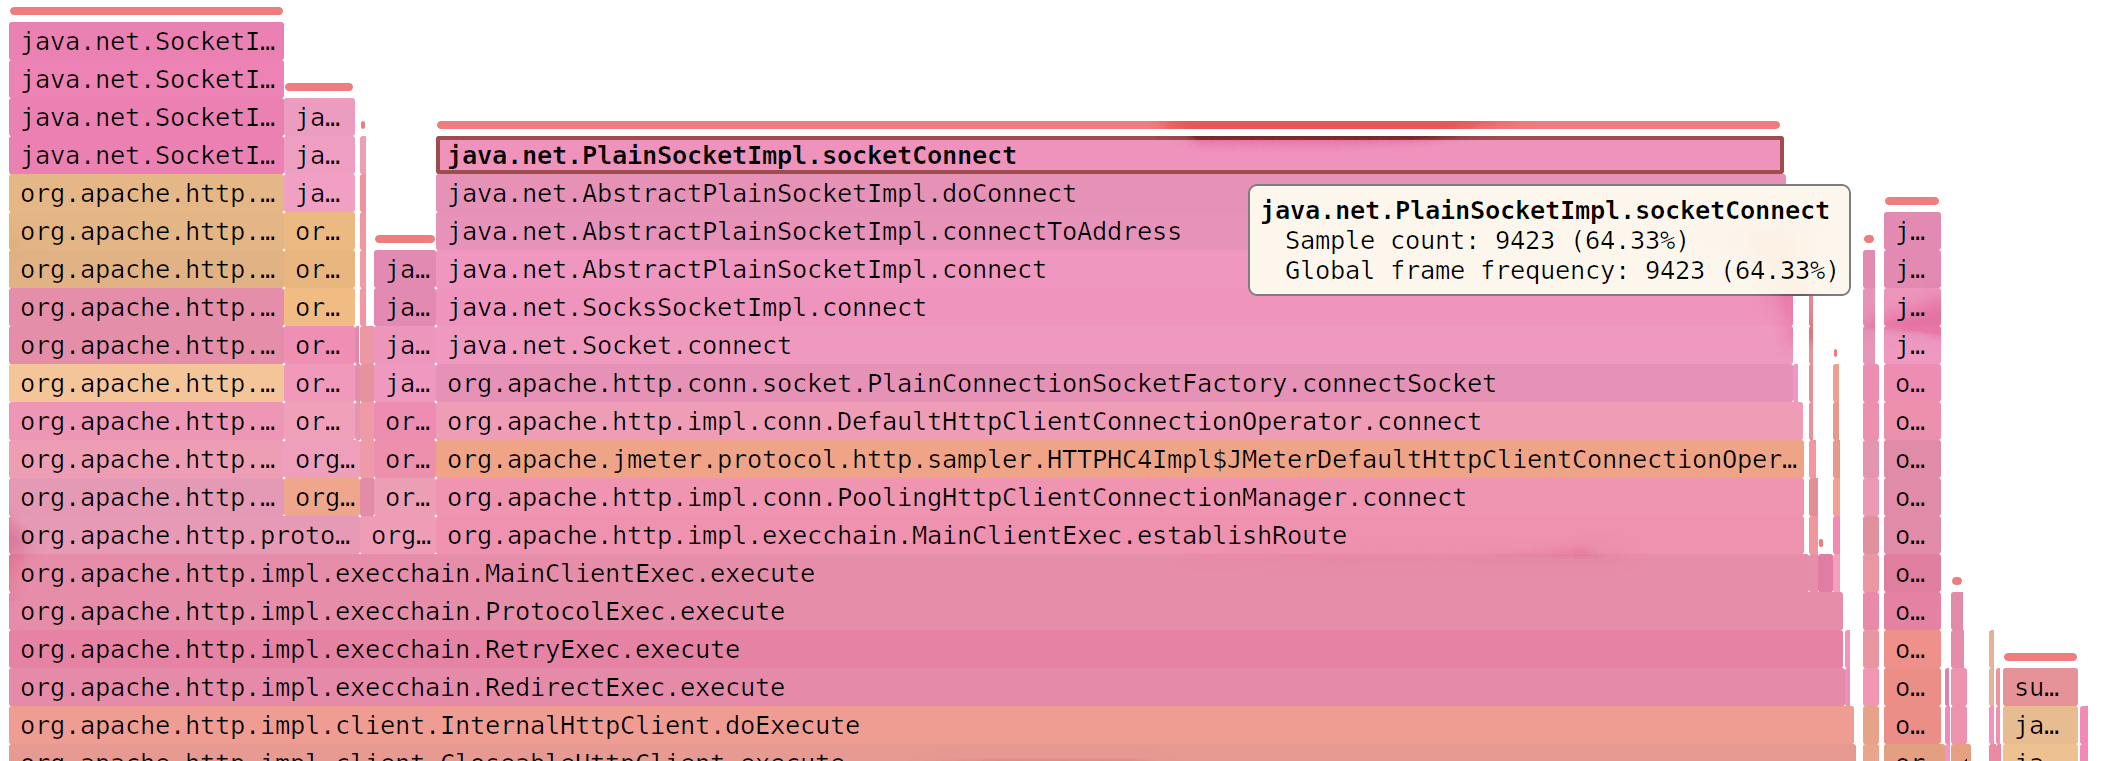 java.net.SocketI…
java.net.SocketI…
java.net.SocketI… ja…
java.net.SocketI… ja… java.net.PlainSocketImpl.socketConnect
org.apache.http.… ja… java.net.AbstractPlainSocketImpl.doConnect
java.net.PlainSocketImpl.socketConnect
Sample count: 9423 (64.33%)
Global frame frequency: 9423 (64.33%)
org.apache.http.… or… java.net.AbstractPlainSocketImpl.connectToAddress j…
org.apache.http.… or… ja… java.net.AbstractPlainSocketImpl.connect j…
org.apache.http.… or… ja… java.net.SocksSocketImpl.connect j…
org.apache.http.… or… ja… java.net.Socket.connect j…
org.apache.http.… or… ja… org.apache.http.conn.socket.PlainConnectionSocketFactory.connectSocket o…
org.apache.http.… or… or… org.apache.http.impl.conn.DefaultHttpClientConnectionOperator.connect o…
org.apache.http.… org… or… org.apache.jmeter.protocol.http.sampler.HTTPHC4Impl$JMeterDefaultHttpClientConnectionOper… o…
org.apache.http.… org… or… org.apache.http.impl.conn.PoolingHttpClientConnectionManager.connect o…
org.apache.http.proto… org… org.apache.http.impl.execchain.MainClientExec.establishRoute o…
org.apache.http.impl.execchain.MainClientExec.execute o…
org.apache.http.impl.execchain.ProtocolExec.execute o…
org.apache.http.impl.execchain.RetryExec.execute o…
org.apache.http.impl.execchain.RedirectExec.execute o… su…
org.apache.http.impl.client.InternalHttpClient.doExecute o… ja…
org.apache.http.impl.client.CloseableHttpClient.execute or… ja…